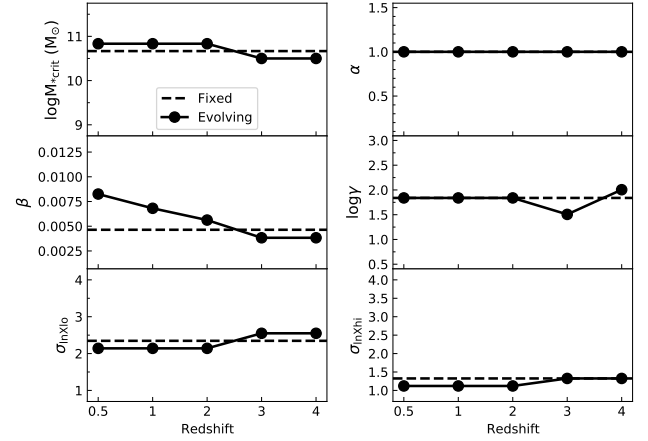 logM*crit (M⊙)
11
10
9
Fixed
Evolving
α
1.5
1.0
0.5
β
0.0125
0.0100
0.0075
0.0050
0.0025
logγ
3.0
2.5
2.0
1.5
1.0
0.5
σlnXlo
4
3
2
1
0.5 1 2 3 4
Redshift
σlnXhi
4.0
3.5
3.0
2.5
2.0
1.5
1.0
0.5 1 2 3 4
Redshift